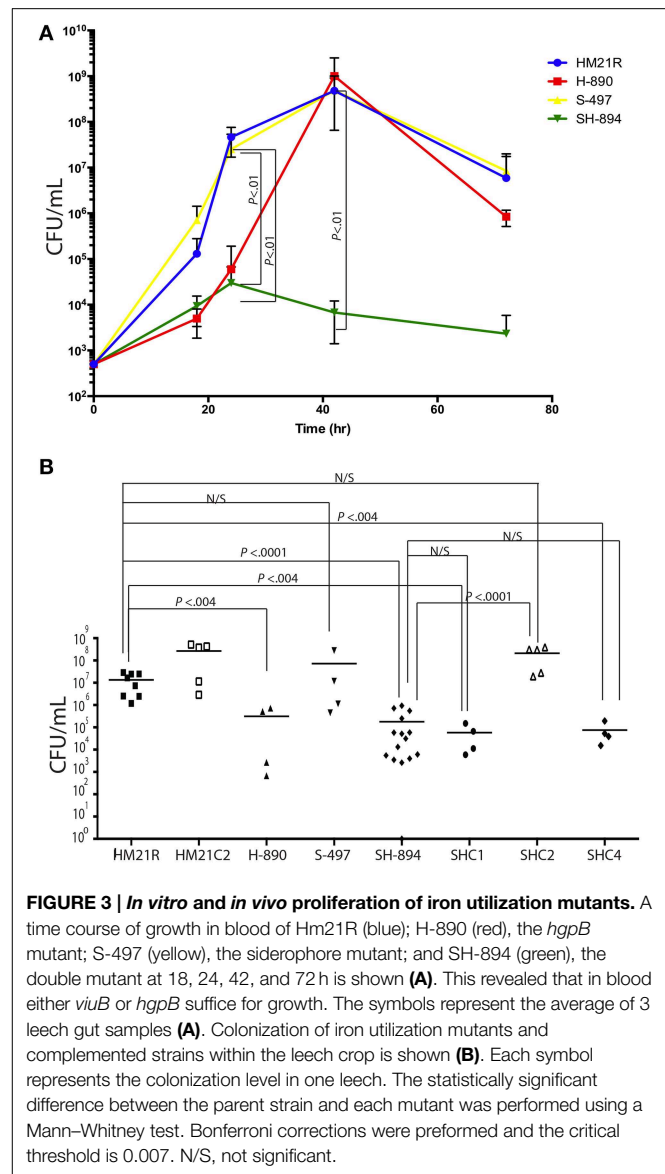 A
10^10
10^9
10^8
10^7
10^6
10^5
10^4
10^3
10^2
CFU/mL
HM21R
H-890
S-497
SH-894
P<.01
P<.01
P<.01
0 20 40 60 80
Time (hr)
B
N/S
N/S
P <.004
P <.0001
N/S
N/S
P <.004
P <.0001
P <.004
10^9
10^8
10^7
10^6
10^5
10^4
10^3
10^2
10^1
10^0
CFU/mL
HM21R HM21C2 H-890 S-497 SH-894 SHC1 SHC2 SHC4
FIGURE 3 | In vitro and in vivo proliferation of iron utilization mutants. A
time course of growth in blood of Hm21R (blue); H-890 (red), the hgpB
mutant; S-497 (yellow), the siderophore mutant; and SH-894 (green), the
double mutant at 18, 24, 42, and 72 h is shown (A). This revealed that in blood
either viuB or hgpB suffice for growth. The symbols represent the average of 3
leech gut samples (A). Colonization of iron utilization mutants and
complemented strains within the leech crop is shown (B). Each symbol
represents the colonization level in one leech. The statistically significant
difference between the parent strain and each mutant was performed using a
Mann–Whitney test. Bonferroni corrections were preformed and the critical
threshold is 0.007. N/S, not significant.